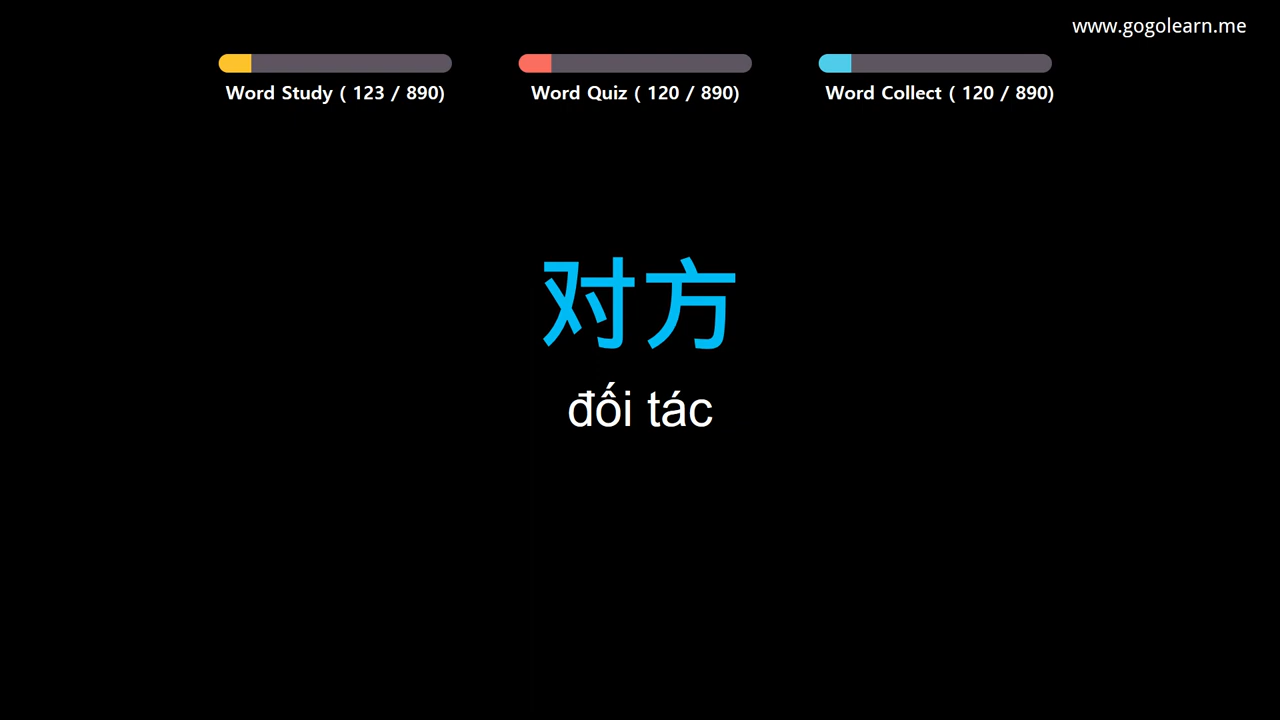 www.gogolearn.me
Word Study ( 123 / 890)
Word Quiz ( 120 / 890)
Word Collect ( 120 / 890)
对方
đối tác